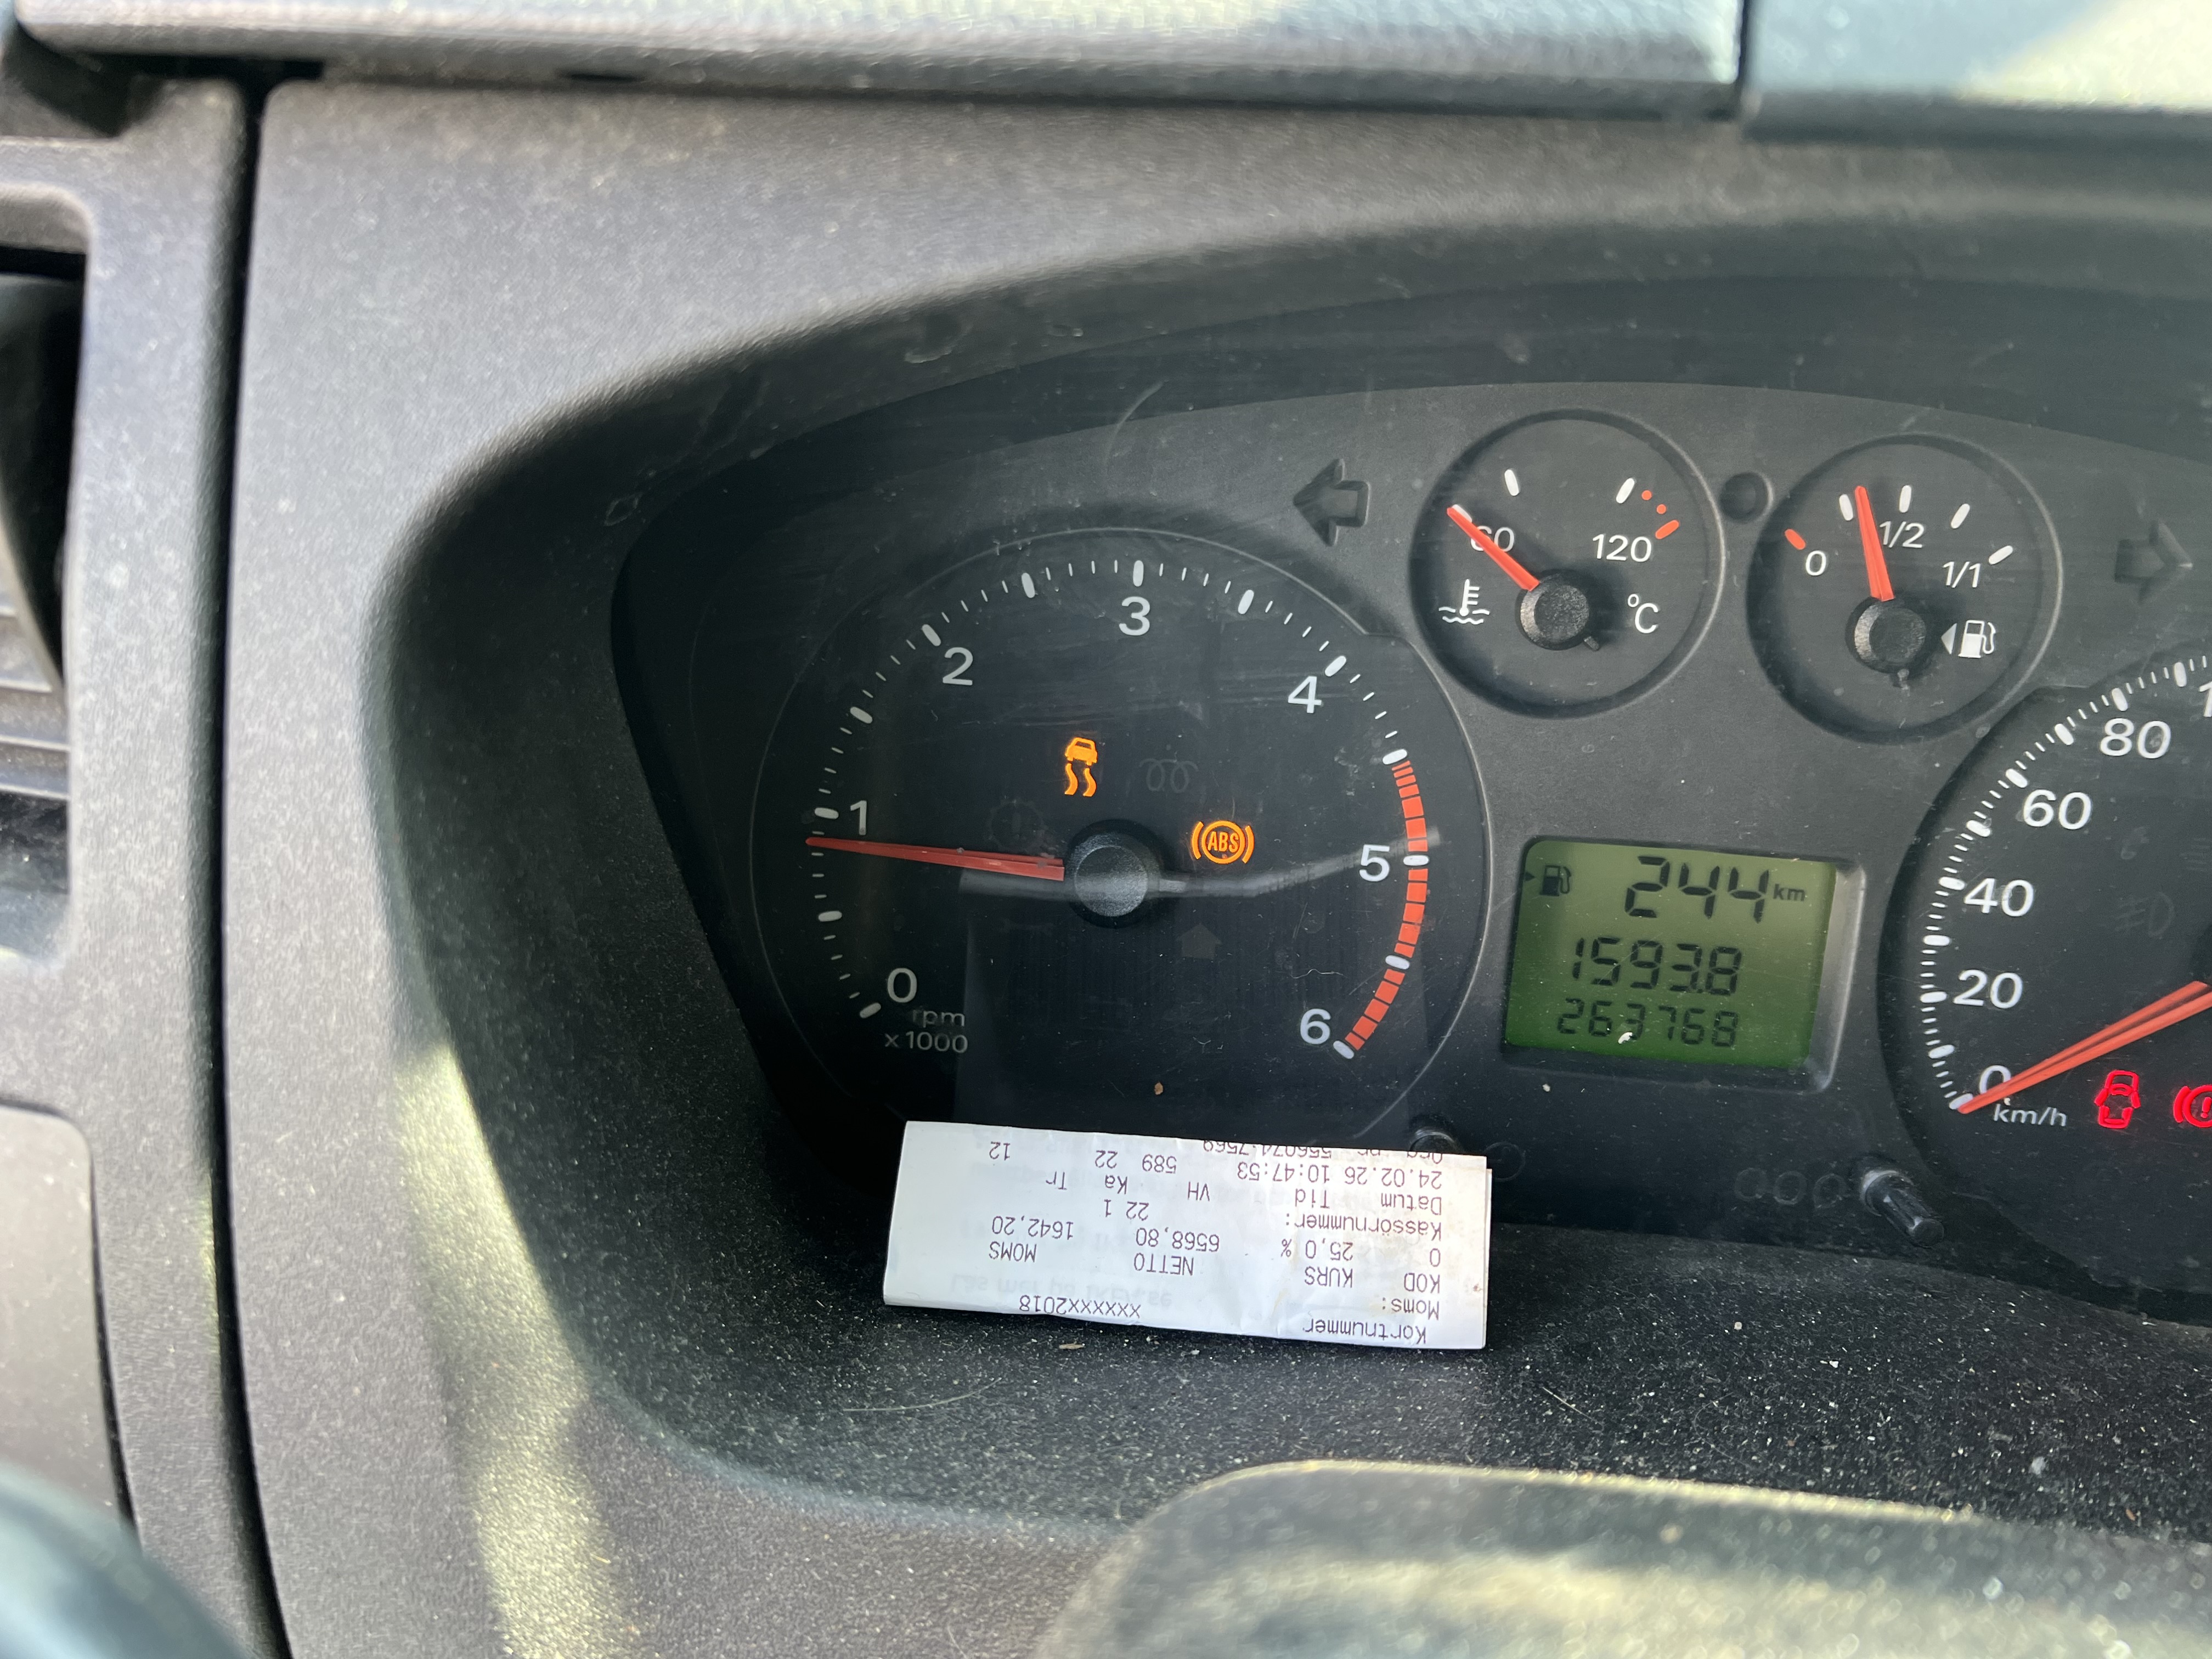 0
1
2
3
4
5
6
rpm
x1000
ABS
60
120
°C
0
1/2
1/1
244 km
1593.8
263768
0
20
40
60
80
km/h
Kortnummer xxxxxxx2018
Moms:
KOD KURS NETTO MOMS
0 25,0 % 6568,80 1642,20
Kassörnummer: 22 1
Datum Tid VH Ka Tr
24.02.26 10:47:53 589 22 12